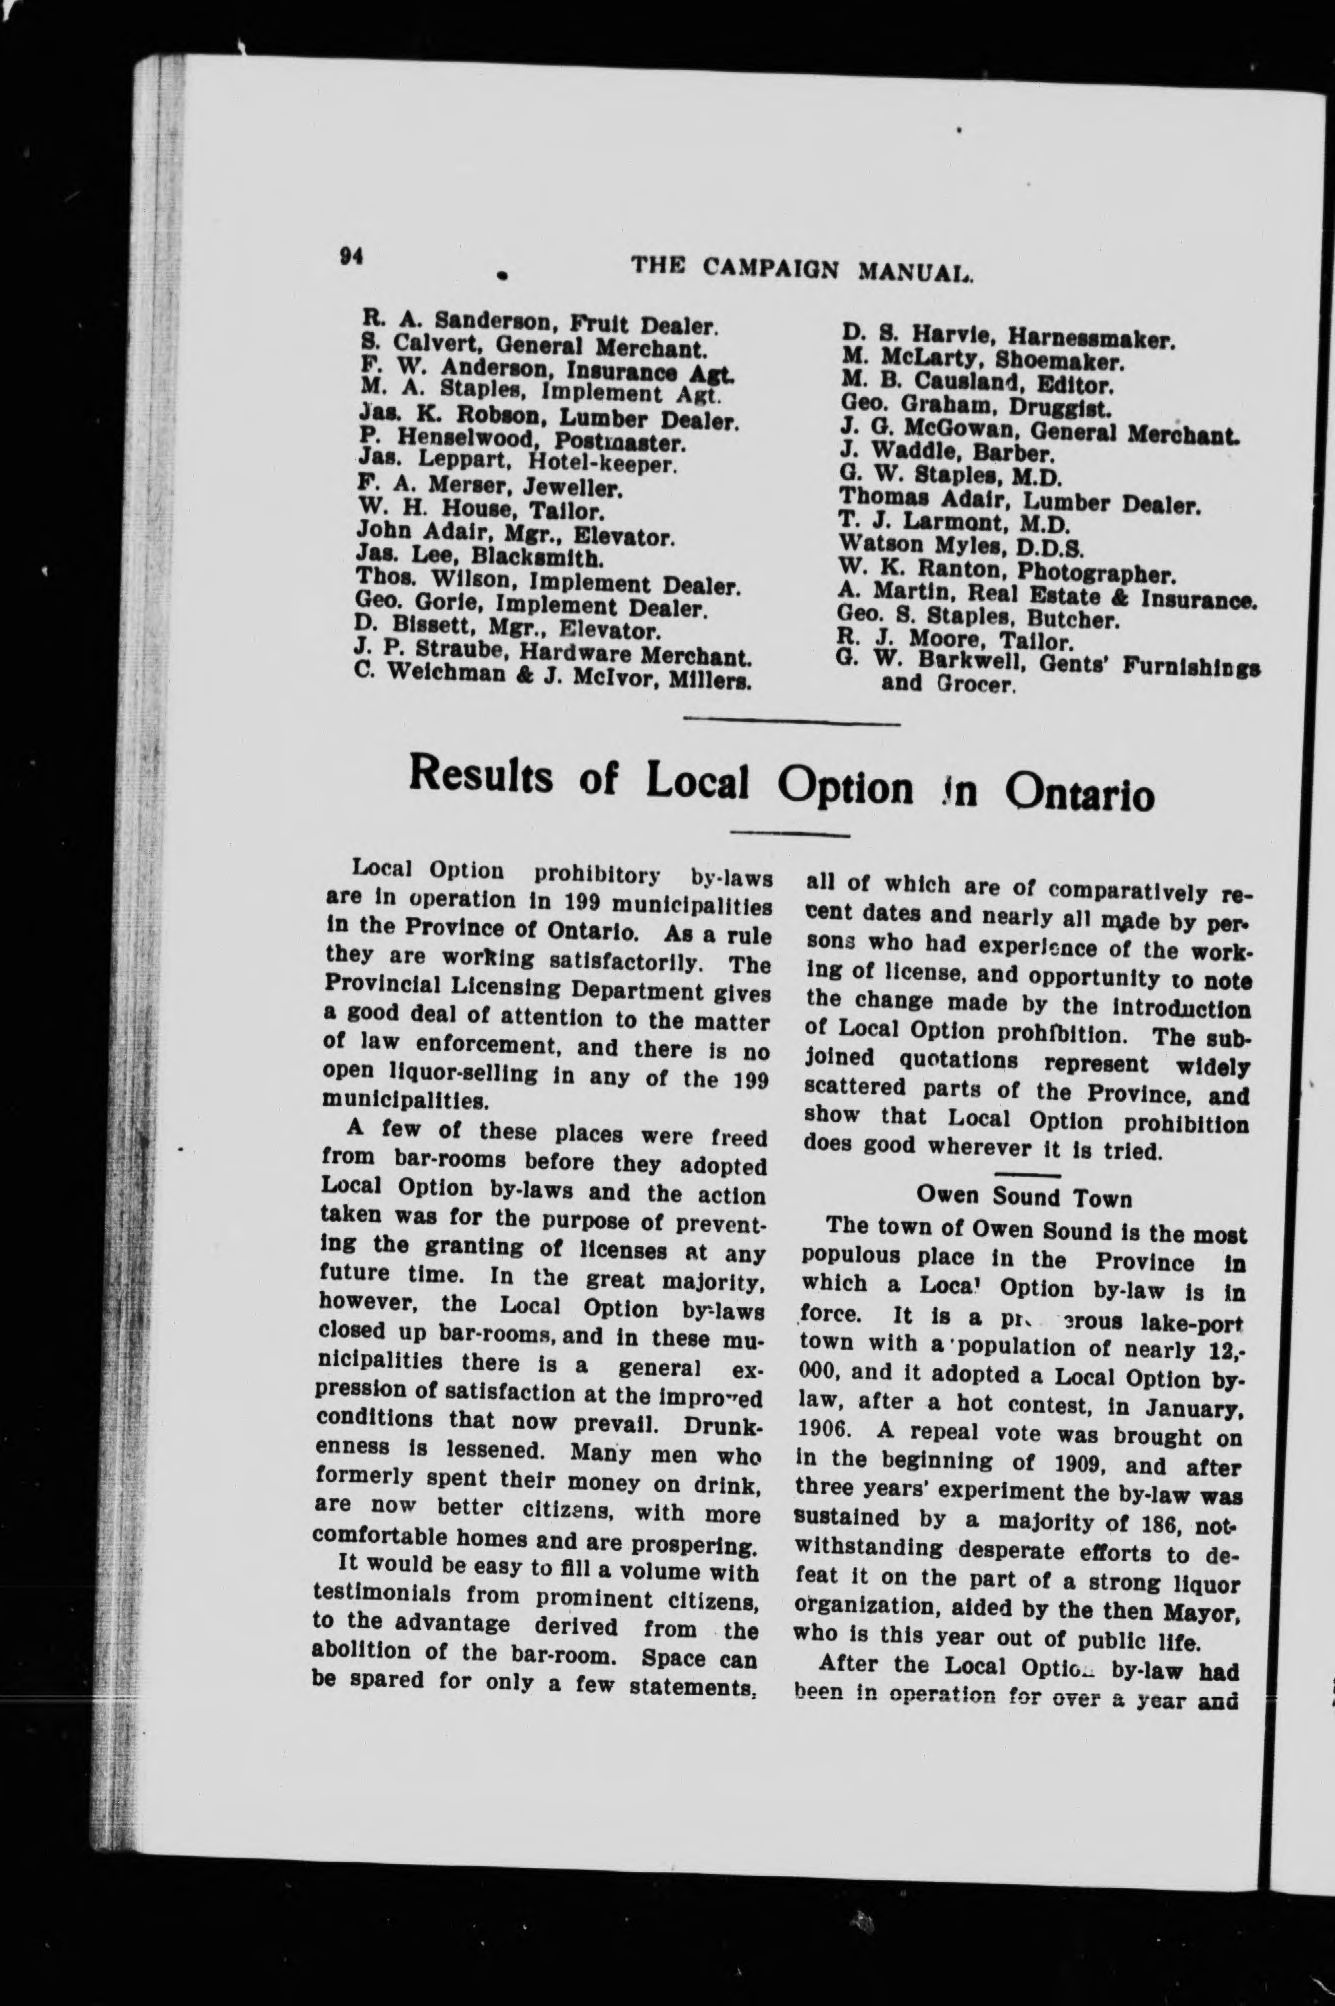 94
THE CAMPAIGN MANUAL.
R. A. Sanderson, Fruit Dealer.
S. Calvert, General Merchant.
F. W. Anderson, Insurance Agt.
M. A. Staples, Implement Agt.
Jas. K. Robson, Lumber Dealer.
P. Henselwood, Postmaster.
Jas. Leppart, Hotel-keeper.
F. A. Merser, Jeweller.
W. H. House, Tailor.
John Adair, Mgr., Elevator.
Jas. Lee, Blacksmith.
Thos. Wilson, Implement Dealer.
Geo. Gorie, Implement Dealer.
D. Bissett, Mgr., Elevator.
J. P. Straube, Hardware Merchant.
C. Weichman & J. McIvor, Millers.
D. S. Harvie, Harnessmaker.
M. McLarty, Shoemaker.
M. B. Causland, Editor.
Geo. Graham, Druggist.
J. G. McGowan, General Merchant.
J. Waddle, Barber.
G. W. Staples, M.D.
Thomas Adair, Lumber Dealer.
T. J. Larmont, M.D.
Watson Myles, D.D.S.
W. K. Ranton, Photographer.
A. Martin, Real Estate & Insurance.
Geo. S. Staples, Butcher.
R. J. Moore, Tailor.
G. W. Barkwell, Gents' Furnishings
and Grocer.
Results of Local Option in Ontario
Local Option prohibitory by-laws
are in operation in 199 municipalities
in the Province of Ontario. As a rule
they are working satisfactorily. The
Provincial Licensing Department gives
a good deal of attention to the matter
of law enforcement, and there is no
open liquor-selling in any of the 199
municipalities.
A few of these places were freed
from bar-rooms before they adopted
Local Option by-laws and the action
taken was for the purpose of prevent-
ing the granting of licenses at any
future time. In the great majority,
however, the Local Option by-laws
closed up bar-rooms, and in these mu-
nicipalities there is a general ex-
pression of satisfaction at the improved
conditions that now prevail. Drunk-
enness is lessened. Many men who
formerly spent their money on drink,
are now better citizens, with more
comfortable homes and are prospering.
It would be easy to fill a volume with
testimonials from prominent citizens,
to the advantage derived from the
abolition of the bar-room. Space can
be spared for only a few statements,
all of which are of comparatively re-
cent dates and nearly all made by per-
sons who had experience of the work-
ing of license, and opportunity to note
the change made by the introduction
of Local Option prohibition. The sub-
joined quotations represent widely
scattered parts of the Province, and
show that Local Option prohibition
does good wherever it is tried.
Owen Sound Town
The town of Owen Sound is the most
populous place in the Province in
which a Local Option by-law is in
force. It is a lake-port
town with a population of nearly 12,-
000, and it adopted a Local Option by-
law, after a hot contest, in January,
1906. A repeal vote was brought on
in the beginning of 1909, and after
three years' experiment the by-law was
sustained by a majority of 186, not-
withstanding desperate efforts to de-
feat it on the part of a strong liquor
organization, aided by the then Mayor,
who is this year out of public life.
After the Local Option by-law had
been in operation for over a year and